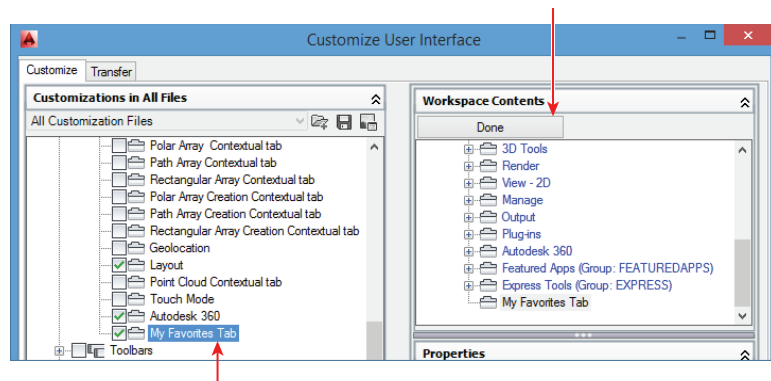 Customize User Interface
Customize Transfer
Customizations in All Files
All Customization Files
Polar Array Contextual tab
Path Array Contextual tab
Rectangular Array Contextual tab
Polar Array Creation Contextual tab
Path Array Creation Contextual tab
Rectangular Array Creation Contextual tab
Geolocation
Layout
Point Cloud Contextual tab
Touch Mode
Autodesk 360
My Favorites Tab
Toolbars
Workspace Contents
Done
3D Tools
Render
View - 2D
Manage
Output
Plug-ins
Autodesk 360
Featured Apps (Group: FEATUREDAPPS)
Express Tools (Group: EXPRESS)
My Favorites Tab
Properties